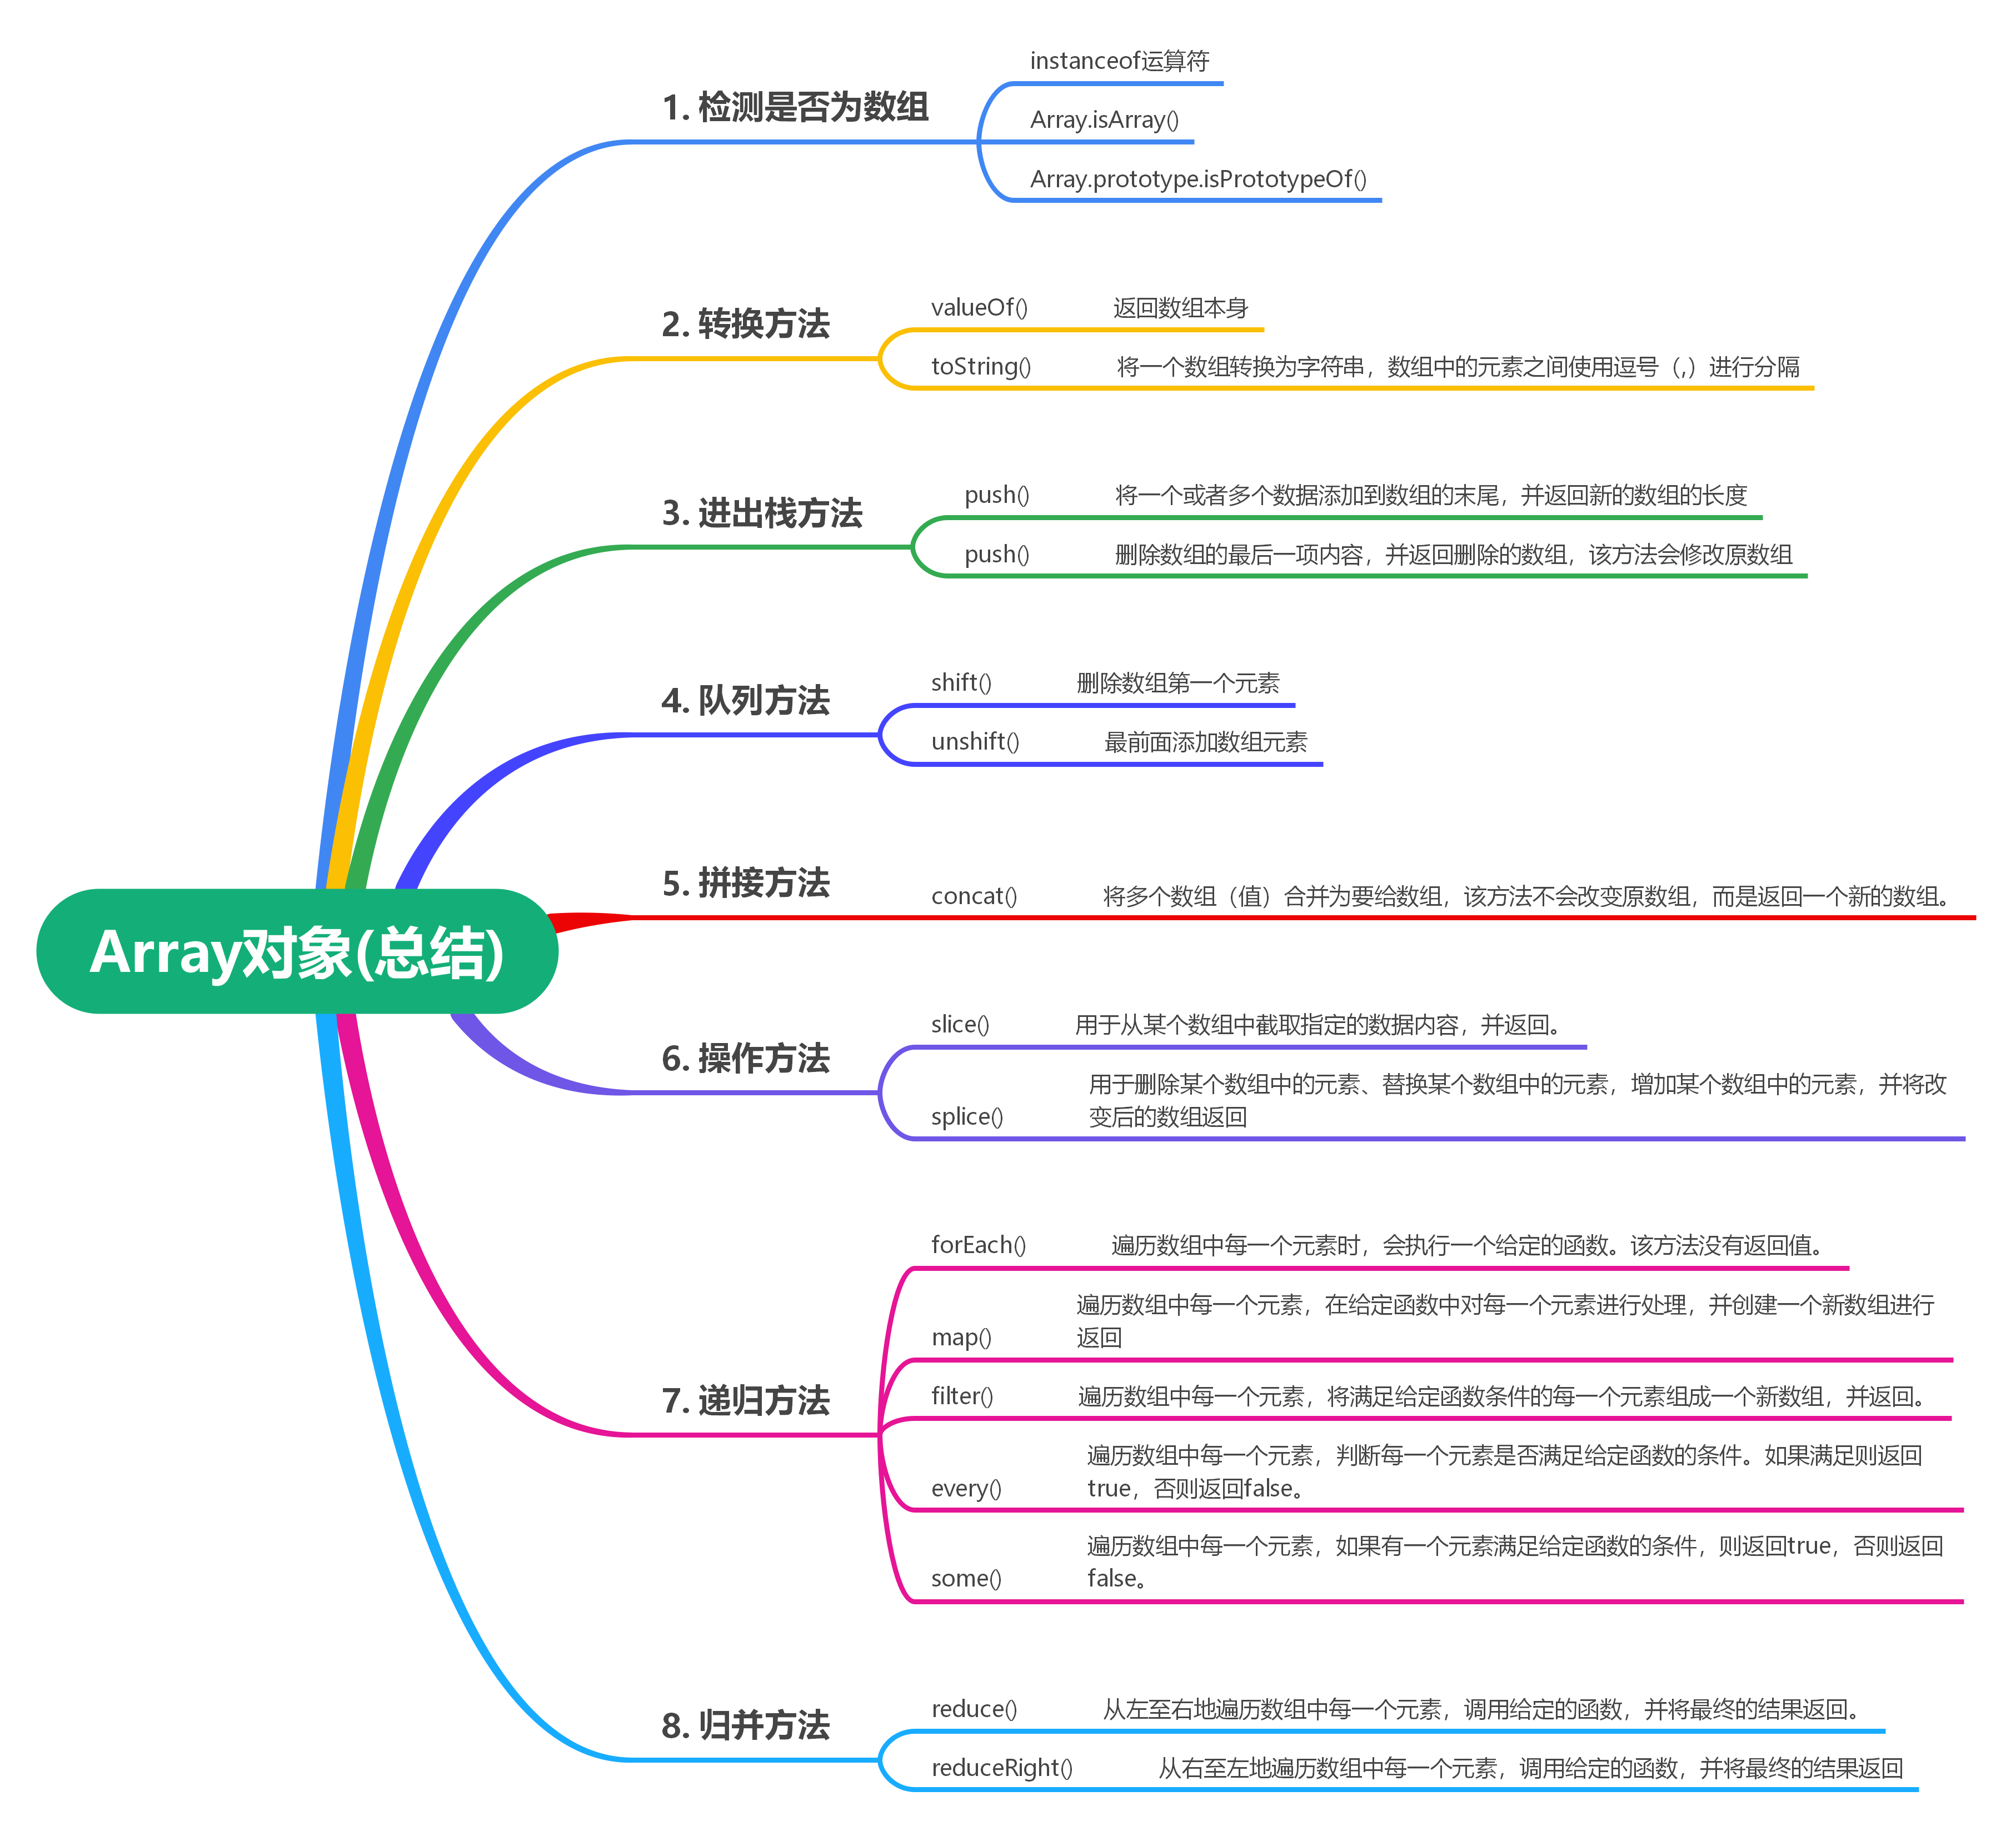 Array对象(总结)
1. 检测是否为数组
instanceof运算符
Array.isArray()
Array.prototype.isPrototypeOf()
2. 转换方法
valueOf() 返回数组本身
toString() 将一个数组转换为字符串，数组中的元素之间使用逗号（,）进行分隔
3. 进出栈方法
push() 将一个或者多个数据添加到数组的末尾，并返回新的数组的长度
push() 删除数组的最后一项内容，并返回删除的数组，该方法会修改原数组
4. 队列方法
shift() 删除数组第一个元素
unshift() 最前面添加数组元素
5. 拼接方法
concat() 将多个数组（值）合并为要给数组，该方法不会改变原数组，而是返回一个新的数组。
6. 操作方法
slice() 用于从某个数组中截取指定的数据内容，并返回。
splice() 用于删除某个数组中的元素、替换某个数组中的元素，增加某个数组中的元素，并将改
变后的数组返回
7. 递归方法
forEach() 遍历数组中每一个元素时，会执行一个给定的函数。该方法没有返回值。
map() 遍历数组中每一个元素，在给定函数中对每一个元素进行处理，并创建一个新数组进行
返回
filter() 遍历数组中每一个元素，将满足给定函数条件的每一个元素组成一个新数组，并返回。
every() 遍历数组中每一个元素，判断每一个元素是否满足给定函数的条件。如果满足则返回
true，否则返回false。
some() 遍历数组中每一个元素，如果有一个元素满足给定函数的条件，则返回true，否则返回
false。
8. 归并方法
reduce() 从左至右地遍历数组中每一个元素，调用给定的函数，并将最终的结果返回。
reduceRight() 从右至左地遍历数组中每一个元素，调用给定的函数，并将最终的结果返回